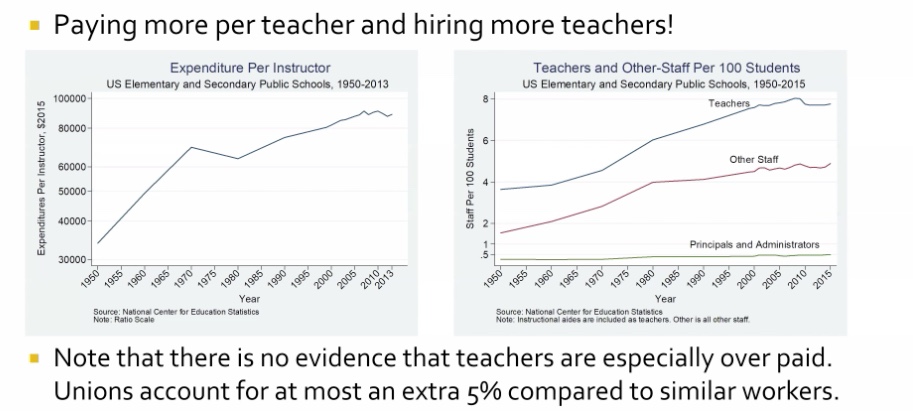 Paying more per teacher and hiring more teachers!
Expenditure Per Instructor
US Elementary and Secondary Public Schools, 1950-2013
Expenditures Per Instructor, $2015
100000
80000
60000
50000
40000
30000
1950
1955
1960
1965
1970
1975
1980
1985
1990
1995
2000
2005
2010
2013
Year
Source: National Center for Education Statistics
Note: Ratio Scale
Teachers and Other-Staff Per 100 Students
US Elementary and Secondary Public Schools, 1950-2015
Staff Per 100 Students
8
6
4
2
1
.5
Teachers
Other Staff
Principals and Administrators
1950
1955
1960
1965
1970
1975
1980
1985
1990
1995
2000
2005
2010
2015
Year
Source: National Center for Education Statistics
Note: Instructional aides are included as teachers. Other is all other staff.
Note that there is no evidence that teachers are especially over paid.
Unions account for at most an extra 5% compared to similar workers.